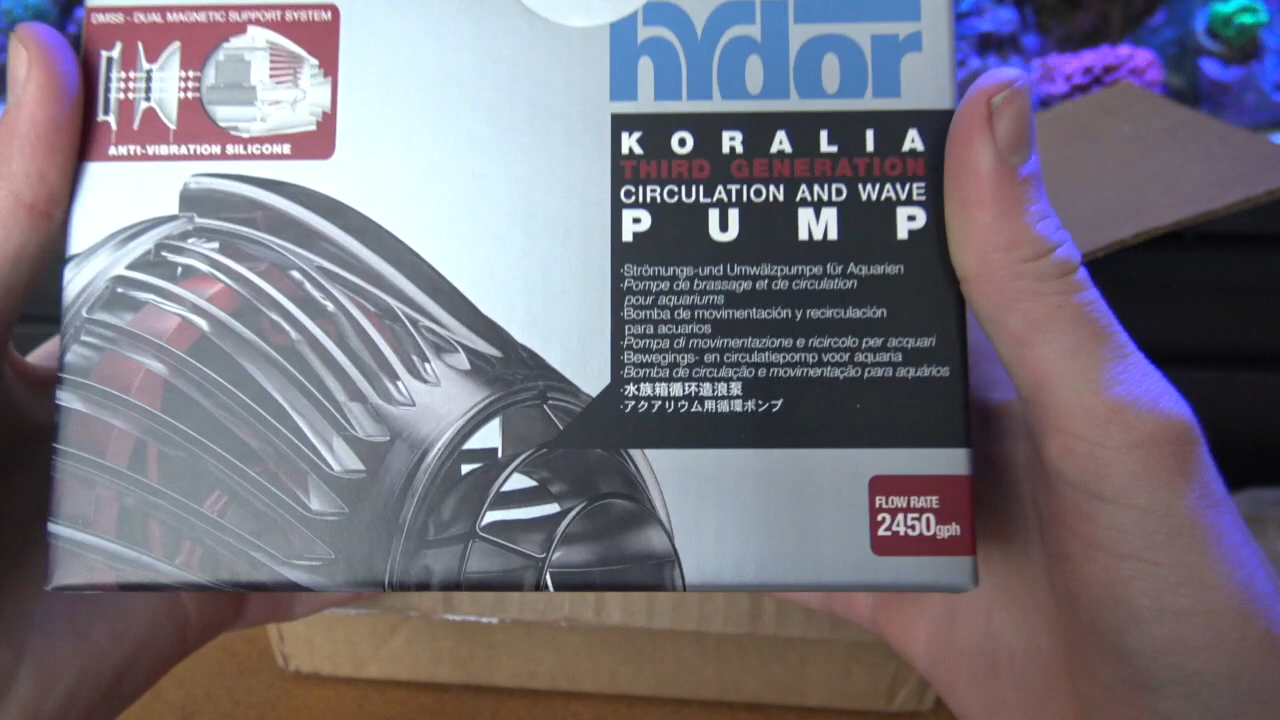 DMSS - DUAL MAGNETIC SUPPORT SYSTEM
ANTI-VIBRATION SILICONE
hydor
KORALIA
THIRD GENERATION
CIRCULATION AND WAVE
PUMP
·Strömungs-und Umwälzpumpe für Aquarien
·Pompe de brassage et de circulation
pour aquariums
·Bomba de movimentación y recirculación
para acuarios
·Pompa di movimentazione e ricircolo per acquari
·Bewegings- en circulatiepomp voor aquaria
·Bomba de circulação e movimentação para aquários
·水族箱循环造浪泵
·アクアリウム用循環ポンプ
FLOW RATE
2450gph